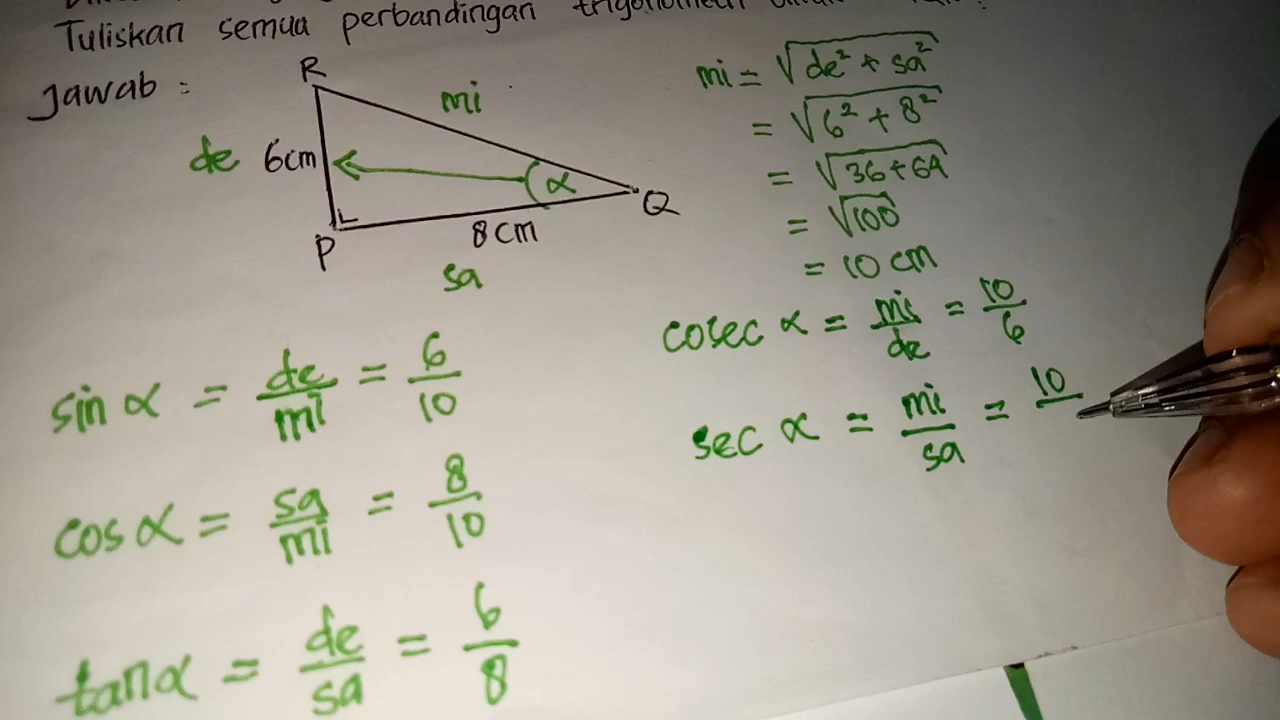 Tuliskan semua perbandingan
Jawab :
R
mi
de 6cm
α
Q
P
8cm
sa
mi = √de² + sa²
= √6² + 8²
= √36+64
= √100
= 10 cm
sin α = de/mi = 6/10
cos α = sa/mi = 8/10
tan α = de/sa = 6/8
cosec α = mi/de = 10/6
sec α = mi/sa = 10/